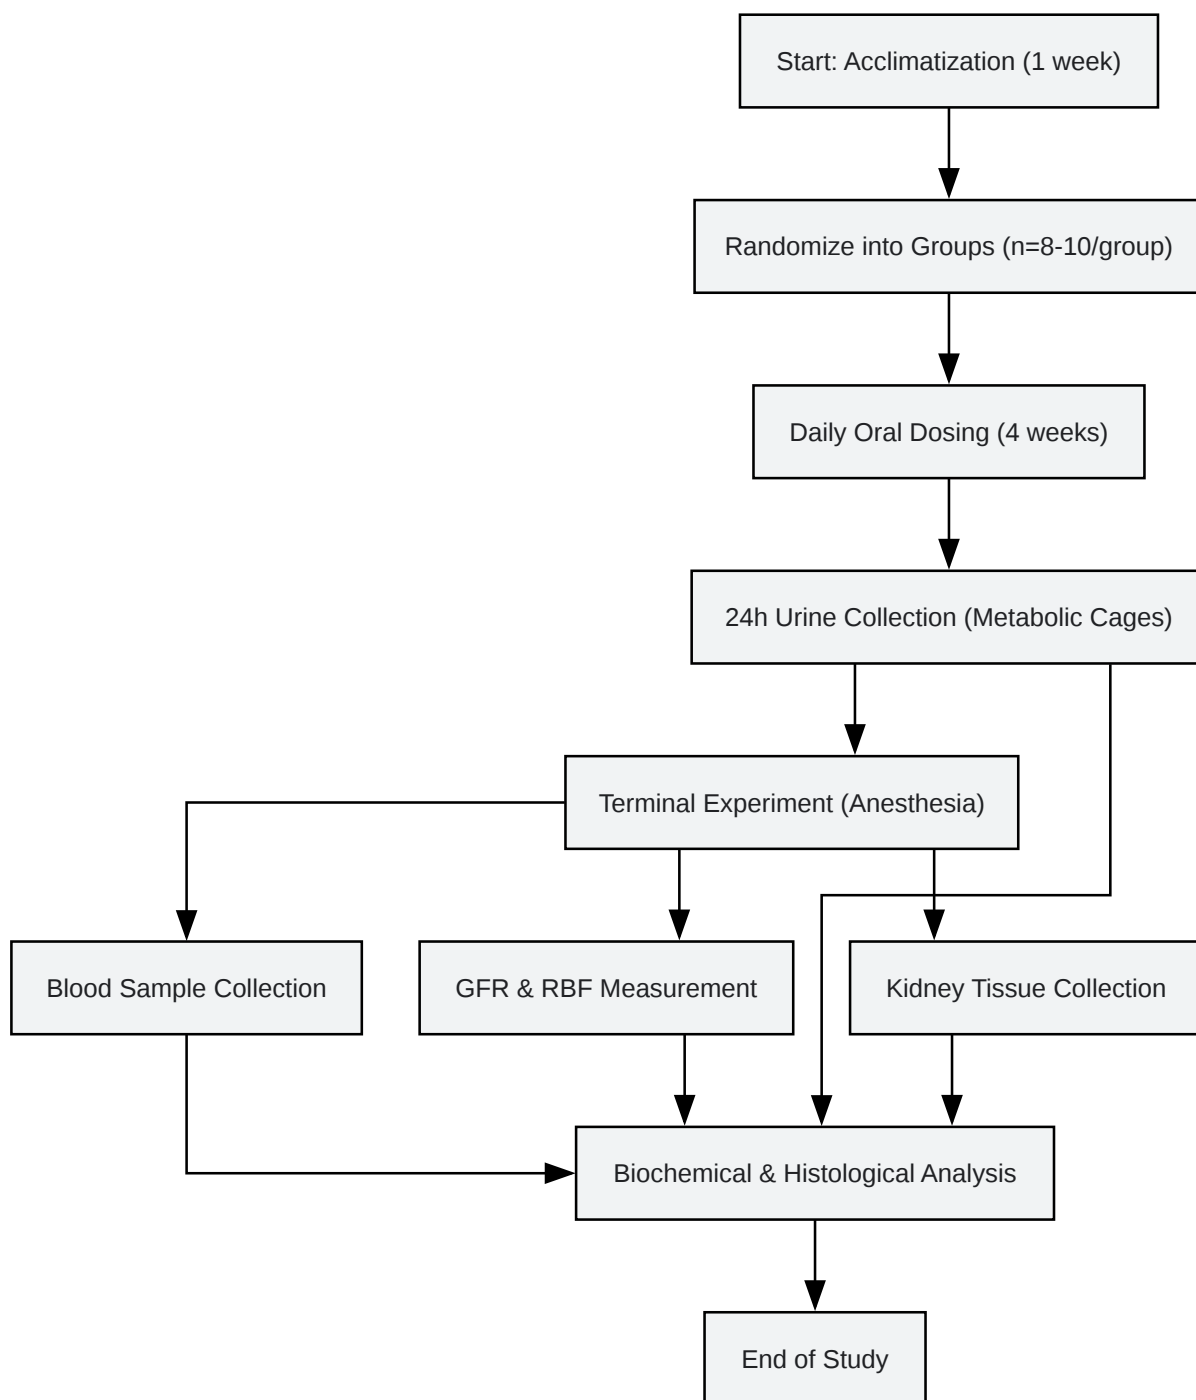 Start: Acclimatization (1 week)
Randomize into Groups (n=8-10/group)
Daily Oral Dosing (4 weeks)
24h Urine Collection (Metabolic Cages)
Terminal Experiment (Anesthesia)
Blood Sample Collection
GFR & RBF Measurement
Kidney Tissue Collection
Biochemical & Histological Analysis
End of Study